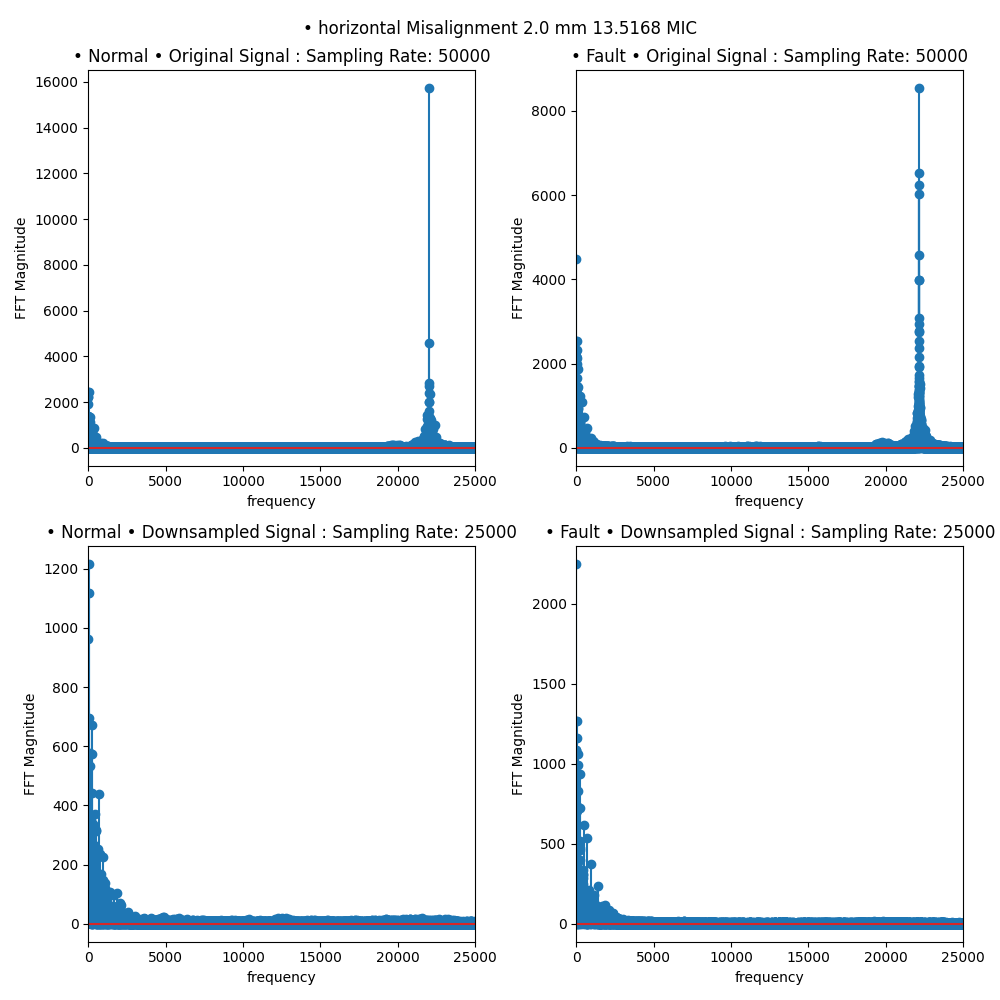 • horizontal Misalignment 2.0 mm 13.5168 MIC
• Normal • Original Signal : Sampling Rate: 50000
16000
14000
12000
10000
8000
6000
4000
2000
0
FFT Magnitude
0 5000 10000 15000 20000 25000
frequency
• Fault • Original Signal : Sampling Rate: 50000
8000
6000
4000
2000
0
FFT Magnitude
0 5000 10000 15000 20000 25000
frequency
• Normal • Downsampled Signal : Sampling Rate: 25000
1200
1000
800
600
400
200
0
FFT Magnitude
0 5000 10000 15000 20000 25000
frequency
• Fault • Downsampled Signal : Sampling Rate: 25000
2000
1500
1000
500
0
FFT Magnitude
0 5000 10000 15000 20000 25000
frequency